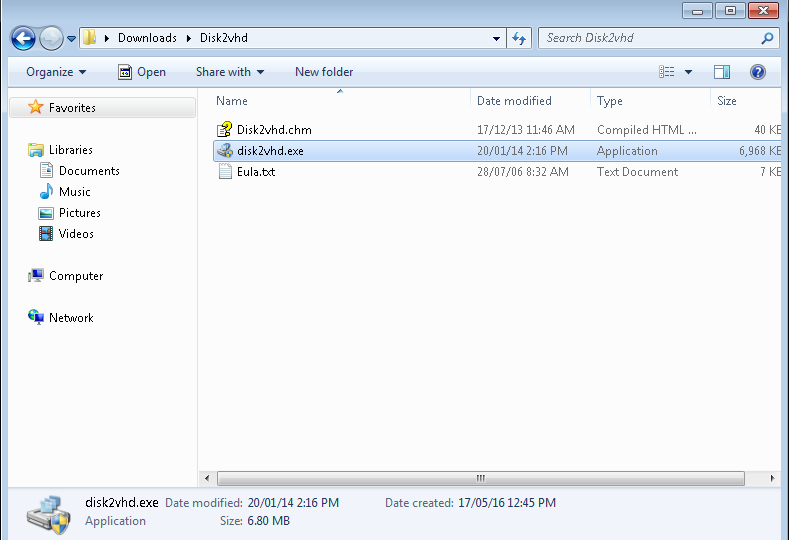 Downloads Disk2vhd Search Disk2vhd
Organize Open Share with New folder
Favorites
Libraries
Documents
Music
Pictures
Videos
Computer
Network
Name Date modified Type Size
Disk2vhd.chm 17/12/13 11:46 AM Compiled HTML ... 40 KB
disk2vhd.exe 20/01/14 2:16 PM Application 6,968 KB
Eula.txt 28/07/06 8:32 AM Text Document 7 KB
disk2vhd.exe Date modified: 20/01/14 2:16 PM Date created: 17/05/16 12:45 PM
Application Size: 6.80 MB